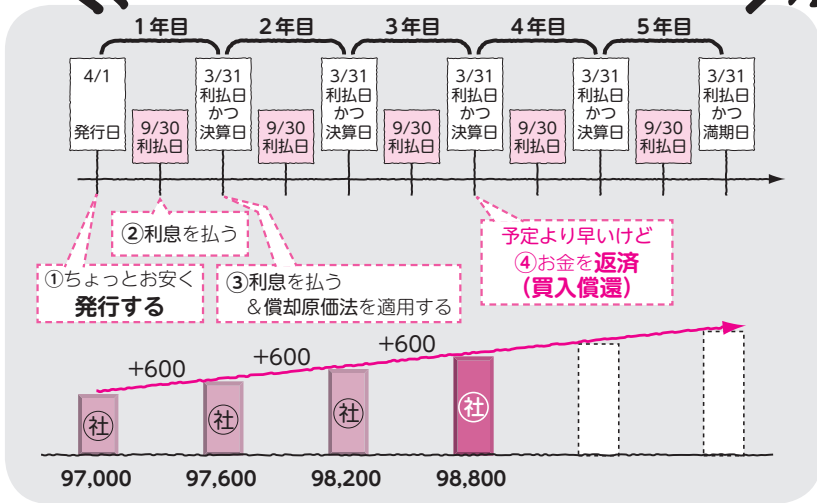 1年目
2年目
3年目
4年目
5年目
4/1
発行日
9/30
利払日
3/31
利払日
かつ
決算日
9/30
利払日
3/31
利払日
かつ
決算日
9/30
利払日
3/31
利払日
かつ
決算日
9/30
利払日
3/31
利払日
かつ
決算日
9/30
利払日
3/31
利払日
かつ
満期日
①ちょっとお安く
発行する
②利息を払う
③利息を払う
&償却原価法を適用する
予定より早いけど
④お金を返済
(買入償還)
+600
+600
+600
社
社
社
社
97,000
97,600
98,200
98,800